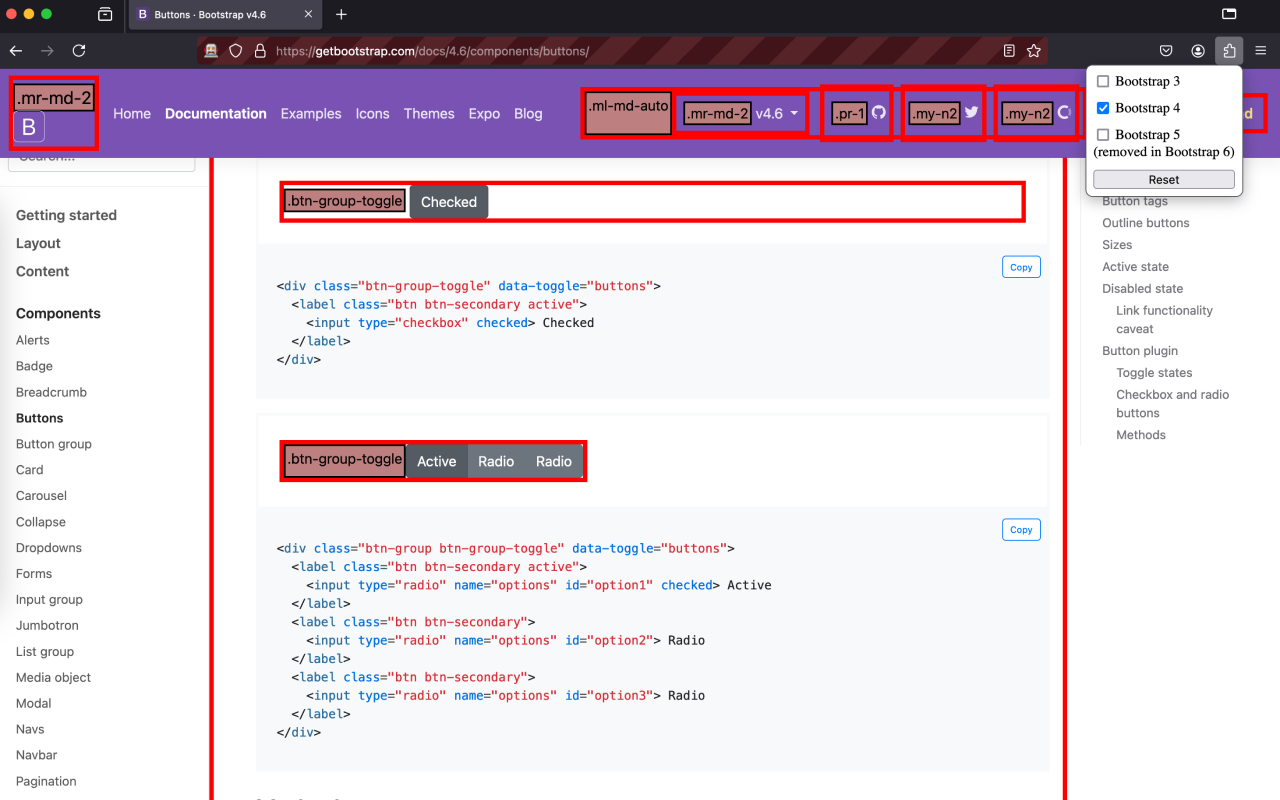 Buttons · Bootstrap v4.6
https://getbootstrap.com/docs/4.6/components/buttons/
Bootstrap 3
Bootstrap 4
Bootstrap 5
(removed in Bootstrap 6)
Reset
.mr-md-2
B
Home Documentation Examples Icons Themes Expo Blog
.ml-md-auto .mr-md-2 v4.6 .pr-1 .my-n2 .my-n2 d
Search...
Getting started
Layout
Content
Components
Alerts
Badge
Breadcrumb
Buttons
Button group
Card
Carousel
Collapse
Dropdowns
Forms
Input group
Jumbotron
List group
Media object
Modal
Navs
Navbar
Pagination
.btn-group-toggle Checked
Copy
<div class="btn-group-toggle" data-toggle="buttons">
  <label class="btn btn-secondary active">
    <input type="checkbox" checked> Checked
  </label>
</div>
.btn-group-toggle Active Radio Radio
Copy
<div class="btn-group btn-group-toggle" data-toggle="buttons">
  <label class="btn btn-secondary active">
    <input type="radio" name="options" id="option1" checked> Active
  </label>
  <label class="btn btn-secondary">
    <input type="radio" name="options" id="option2"> Radio
  </label>
  <label class="btn btn-secondary">
    <input type="radio" name="options" id="option3"> Radio
  </label>
</div>
Button tags
Outline buttons
Sizes
Active state
Disabled state
Link functionality
caveat
Button plugin
Toggle states
Checkbox and radio
buttons
Methods